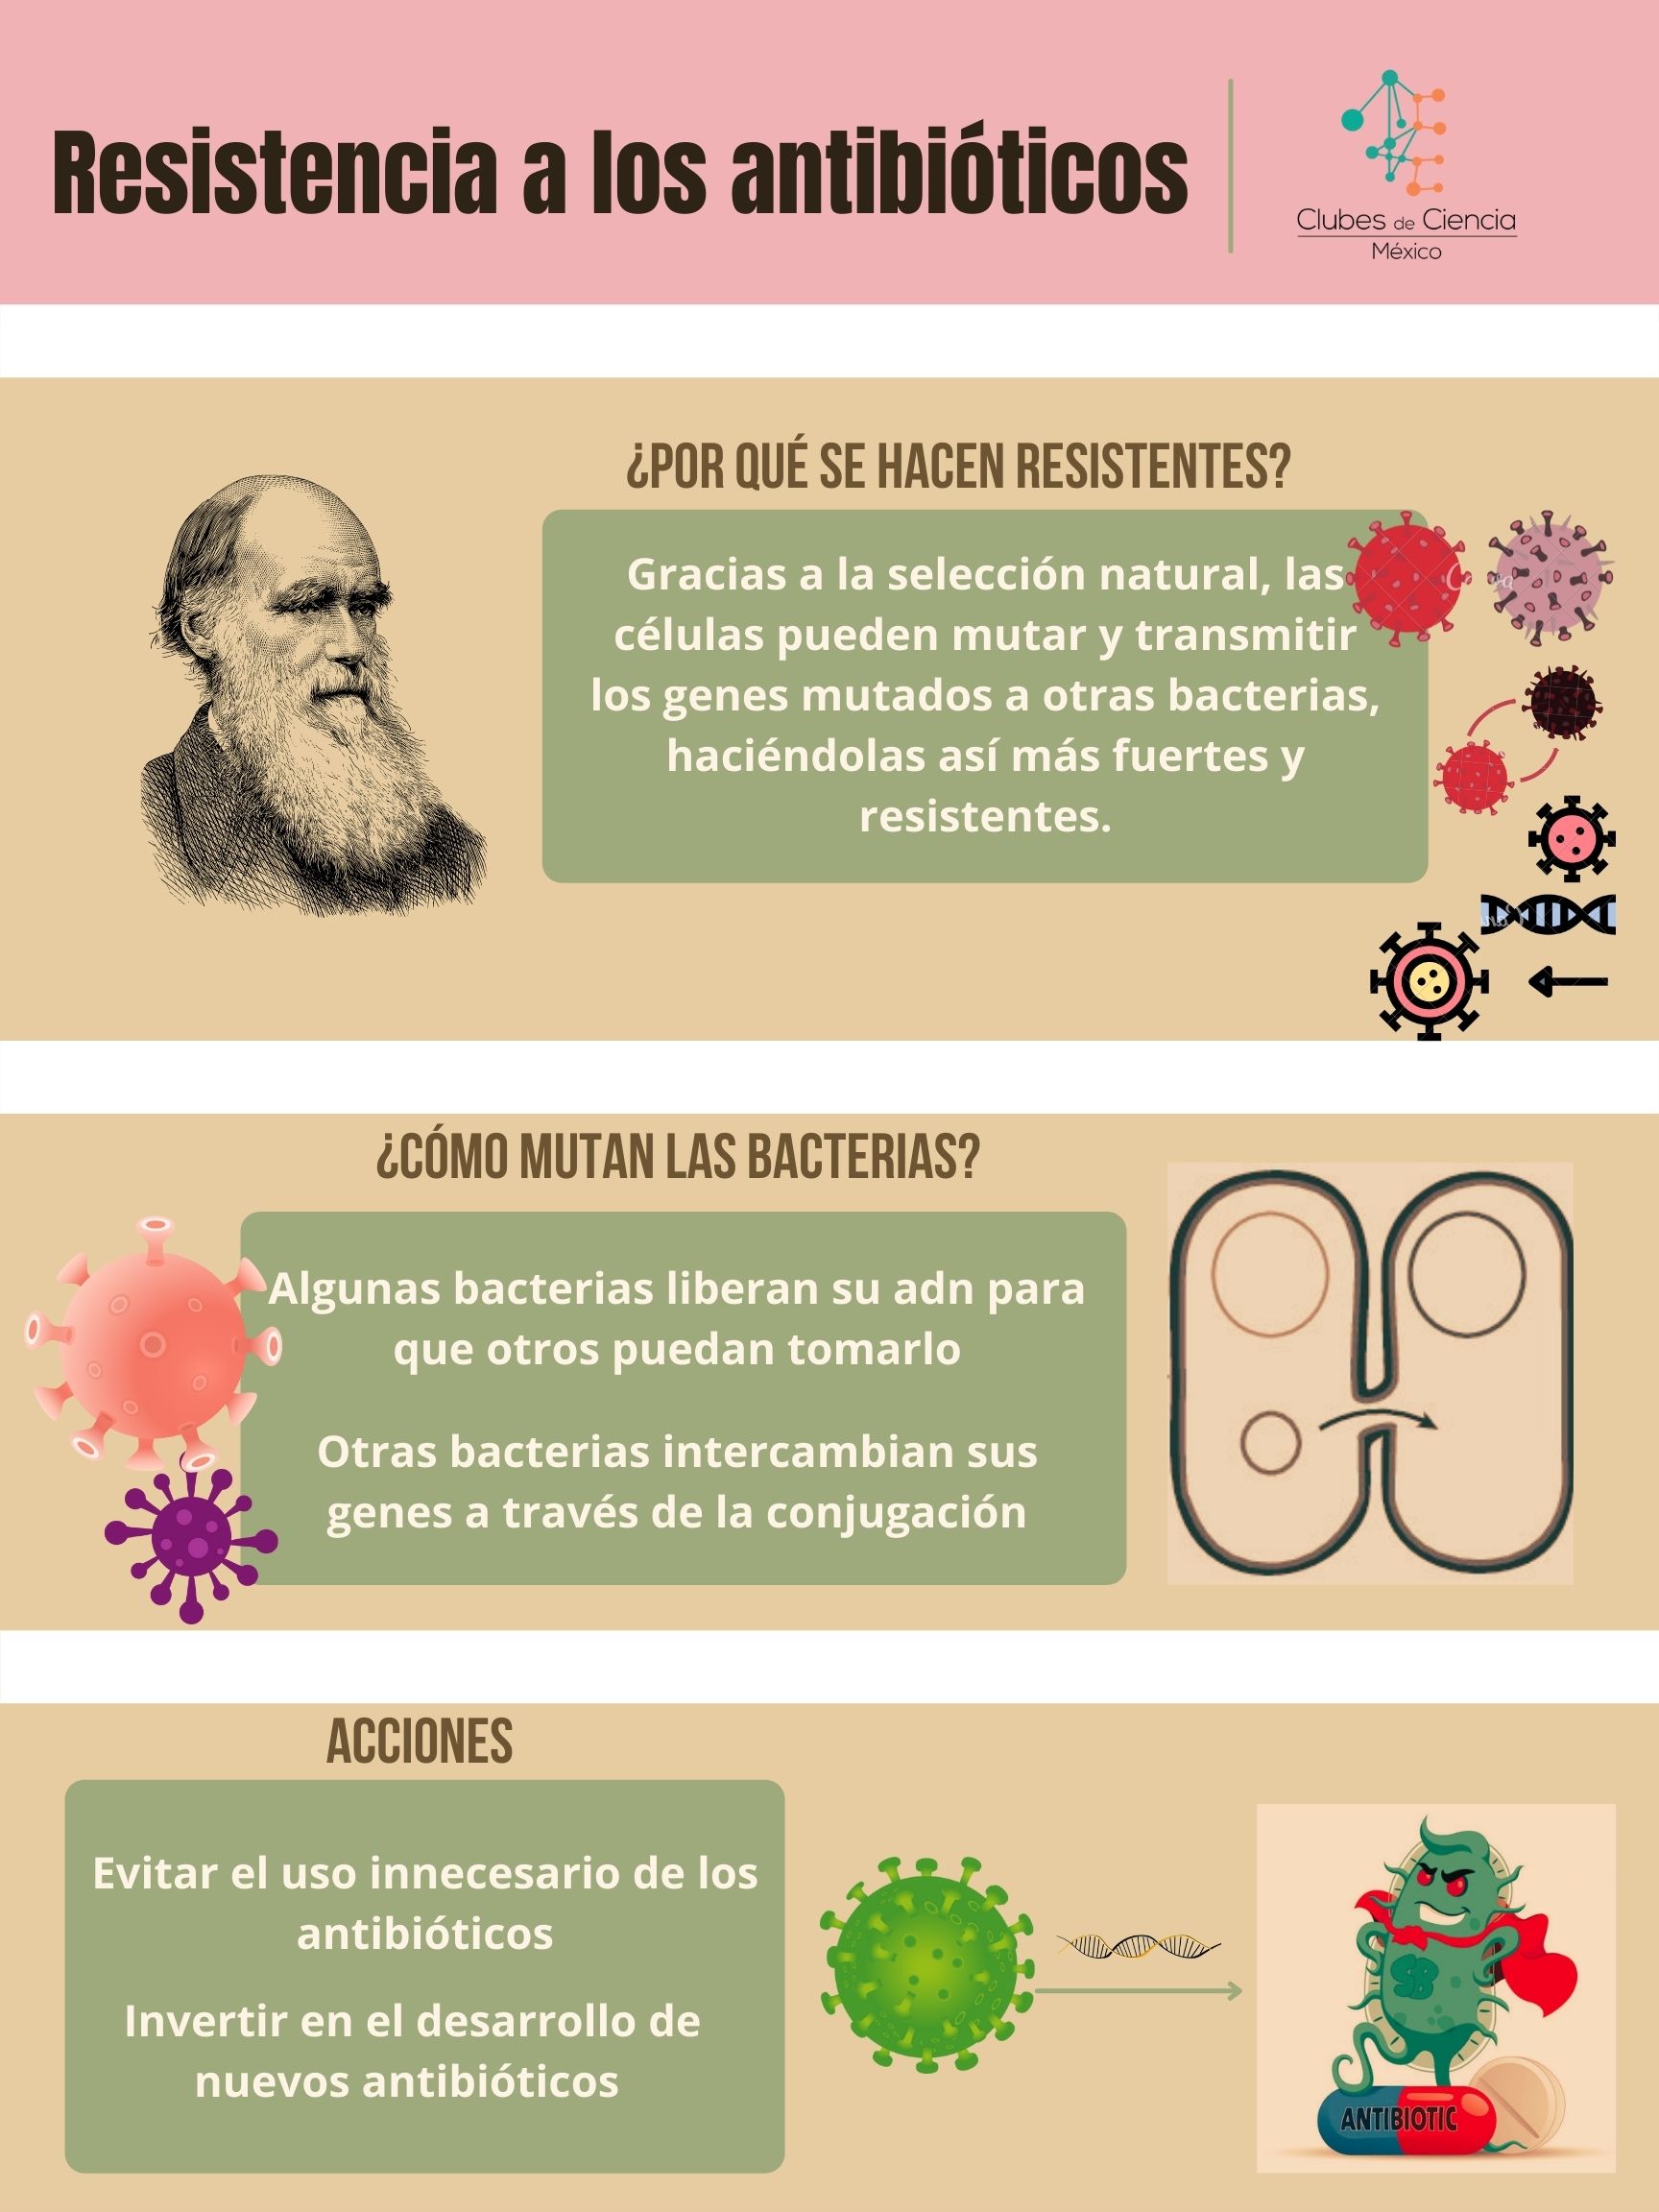 Resistencia a los antibióticos
Clubes de Ciencia
México
¿POR QUÉ SE HACEN RESISTENTES?
Gracias a la selección natural, las
células pueden mutar y transmitir
los genes mutados a otras bacterias,
haciéndolas así más fuertes y
resistentes.
¿CÓMO MUTAN LAS BACTERIAS?
Algunas bacterias liberan su adn para
que otros puedan tomarlo
Otras bacterias intercambian sus
genes a través de la conjugación
ACCIONES
Evitar el uso innecesario de los
antibióticos
Invertir en el desarrollo de
nuevos antibióticos
SB
ANTIBIOTIC